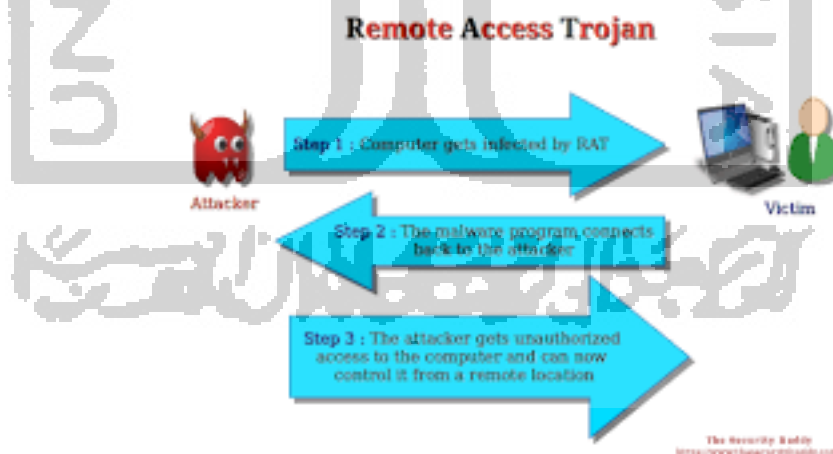 Remote Access Trojan
Step 1 : Computer gets infected by RAT
Attacker
Victim
Step 2 : The malware program connects
back to the attacker
Step 3 : The attacker gets unauthorized
access to the computer and can now
control it from a remote location
The Security Buddy